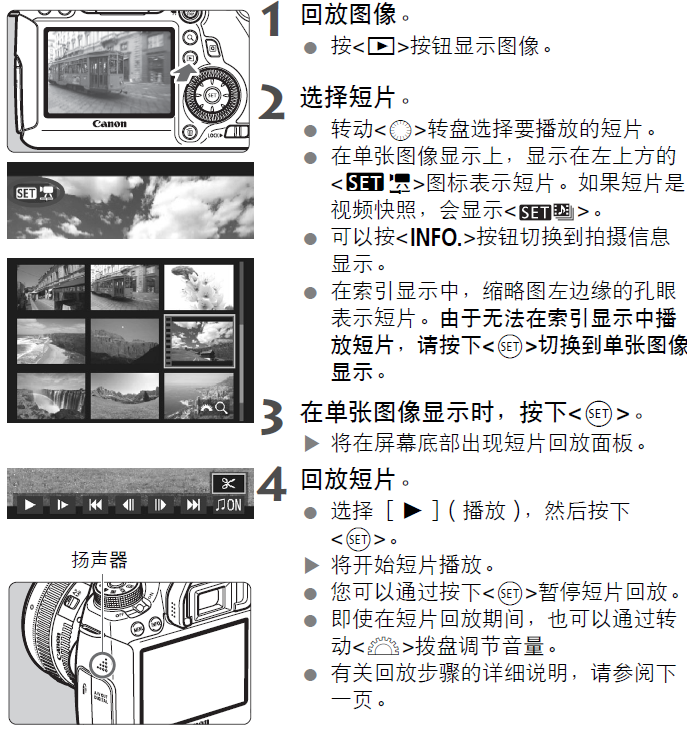 1 回放图像。
● 按<▶>按钮显示图像。
Canon
SET
LOCK▶
2 选择短片。
● 转动<◎>转盘选择要播放的短片。
● 在单张图像显示上，显示在左上方的
<SET🎥>图标表示短片。如果短片是
视频快照，会显示<SET>。
● 可以按<INFO.>按钮切换到拍摄信息
显示。
● 在索引显示中，缩略图左边缘的孔眼
表示短片。由于无法在索引显示中播
放短片，请按下<SET>切换到单张图像
显示。
SET
3 在单张图像显示时，按下<SET>。
▶ 将在屏幕底部出现短片回放面板。
4 回放短片。
● 选择［▶］( 播放 )，然后按下
<SET>。
▶ 将开始短片播放。
● 您可以通过按下<SET>暂停短片回放。
● 即使在短片回放期间，也可以通过转
动<>拨盘调节音量。
● 有关回放步骤的详细说明，请参阅下
一页。
♫ON
扬声器
OFF
MENU
INFO.
A/V OUT
DIGITAL